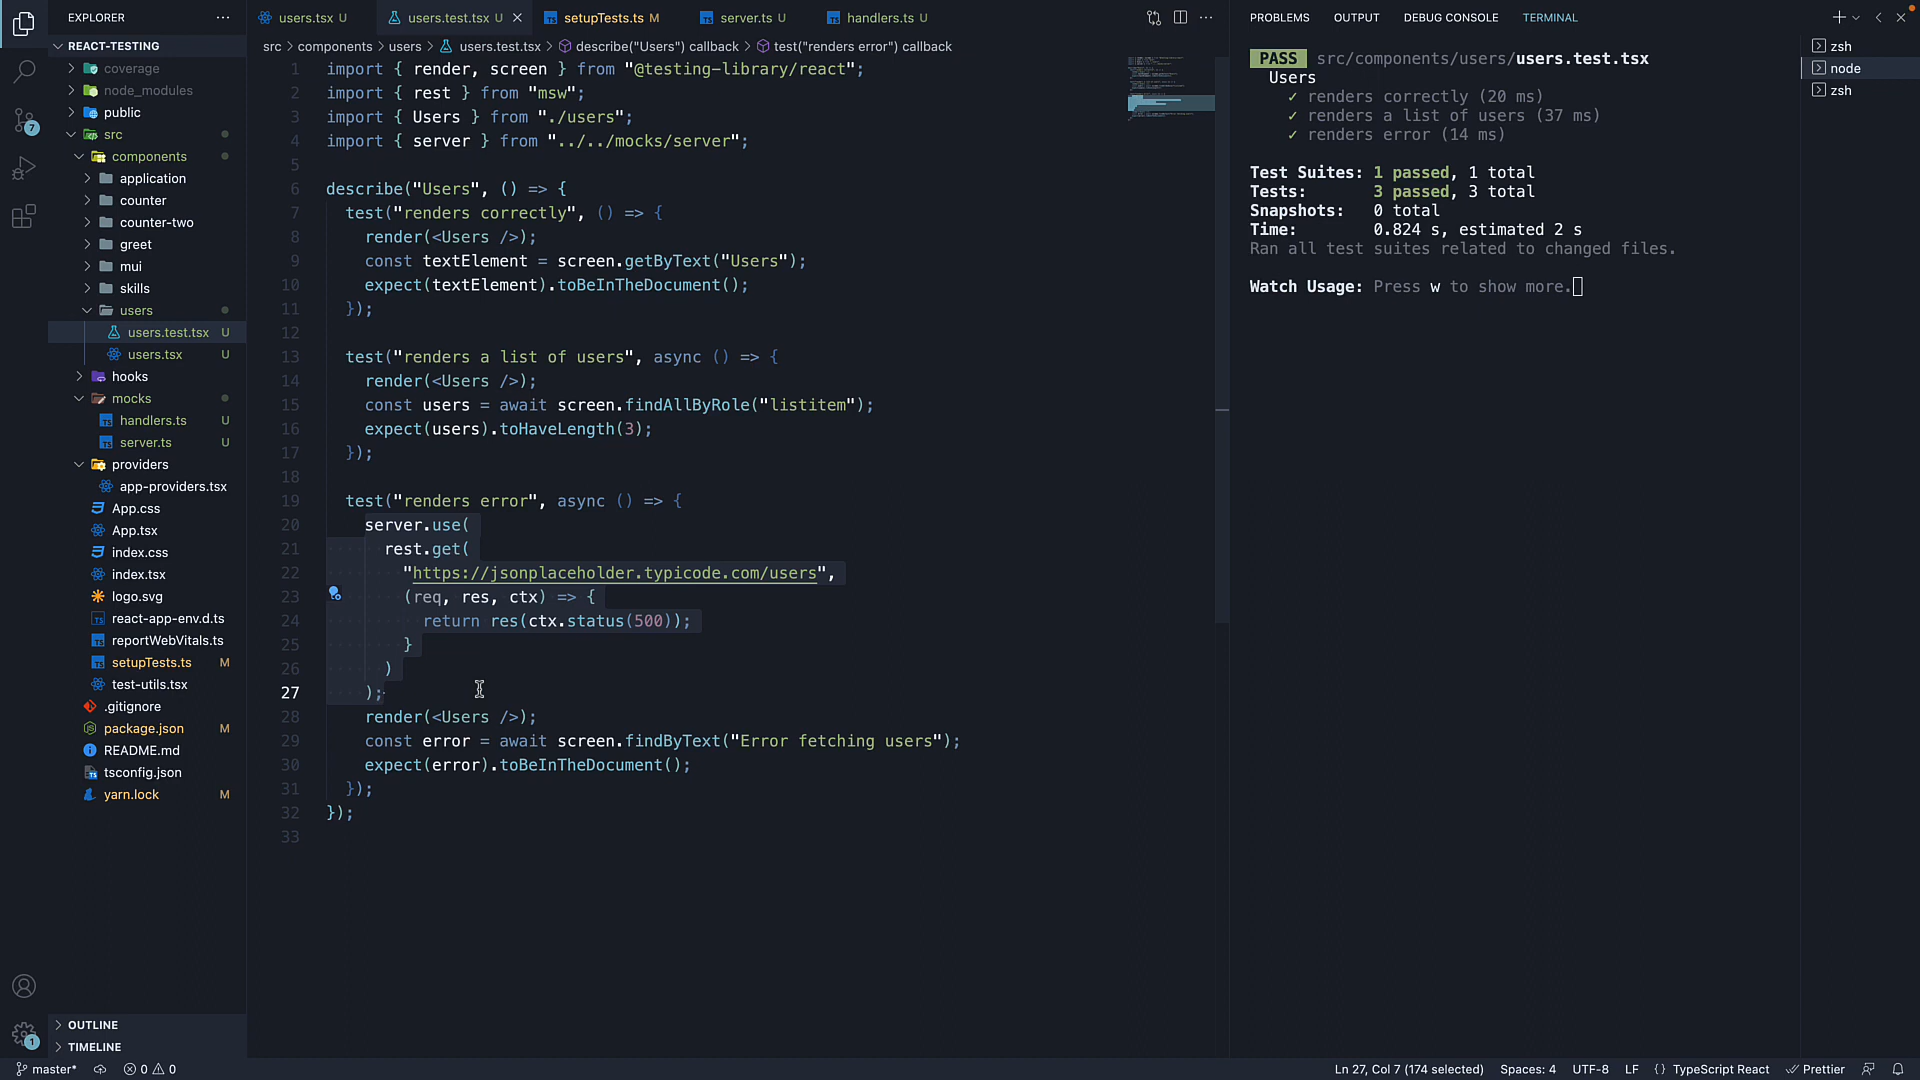 EXPLORER
REACT-TESTING
coverage
node_modules
public
src
components
application
counter
counter-two
greet
mui
skills
users
users.test.tsx U
users.tsx U
hooks
mocks
handlers.ts U
server.ts U
providers
app-providers.tsx
App.css
App.tsx
index.css
index.tsx
logo.svg
react-app-env.d.ts
reportWebVitals.ts
setupTests.ts M
test-utils.tsx
.gitignore
package.json M
README.md
tsconfig.json
yarn.lock M
OUTLINE
TIMELINE
7
1
users.tsx U
users.test.tsx U
setupTests.ts M
server.ts U
handlers.ts U
src > components > users > users.test.tsx > describe("Users") callback > test("renders error") callback
1 import { render, screen } from "@testing-library/react";
2 import { rest } from "msw";
3 import { Users } from "./users";
4 import { server } from "../../mocks/server";
5
6 describe("Users", () => {
7 test("renders correctly", () => {
8 render(<Users />);
9 const textElement = screen.getByText("Users");
10 expect(textElement).toBeInTheDocument();
11 });
12
13 test("renders a list of users", async () => {
14 render(<Users />);
15 const users = await screen.findAllByRole("listitem");
16 expect(users).toHaveLength(3);
17 });
18
19 test("renders error", async () => {
20 server.use(
21 rest.get(
22 "https://jsonplaceholder.typicode.com/users",
23 (req, res, ctx) => {
24 return res(ctx.status(500));
25 }
26 )
27 );
28 render(<Users />);
29 const error = await screen.findByText("Error fetching users");
30 expect(error).toBeInTheDocument();
31 });
32 });
33
PROBLEMS OUTPUT DEBUG CONSOLE TERMINAL
PASS src/components/users/users.test.tsx
Users
✓ renders correctly (20 ms)
✓ renders a list of users (37 ms)
✓ renders error (14 ms)
Test Suites: 1 passed, 1 total
Tests: 3 passed, 3 total
Snapshots: 0 total
Time: 0.824 s, estimated 2 s
Ran all test suites related to changed files.
Watch Usage: Press w to show more.
zsh
node
zsh
master* 0 0
Ln 27, Col 7 (174 selected) Spaces: 4 UTF-8 LF {} TypeScript React Prettier